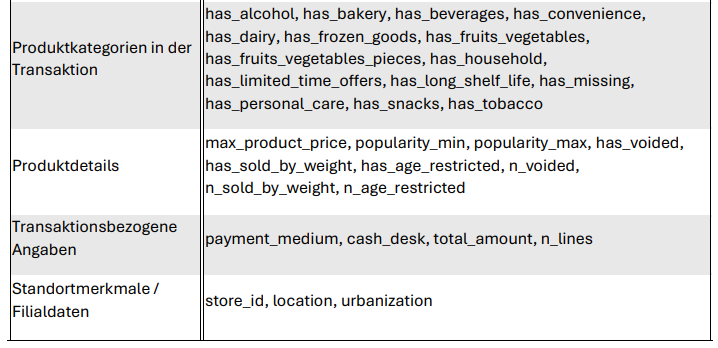 Produktkategorien in der
Transaktion
has_alcohol, has_bakery, has_beverages, has_convenience,
has_dairy, has_frozen_goods, has_fruits_vegetables,
has_fruits_vegetables_pieces, has_household,
has_limited_time_offers, has_long_shelf_life, has_missing,
has_personal_care, has_snacks, has_tobacco
Produktdetails
max_product_price, popularity_min, popularity_max, has_voided,
has_sold_by_weight, has_age_restricted, n_voided,
n_sold_by_weight, n_age_restricted
Transaktionsbezogene
Angaben
payment_medium, cash_desk, total_amount, n_lines
Standortmerkmale /
Filialdaten
store_id, location, urbanization